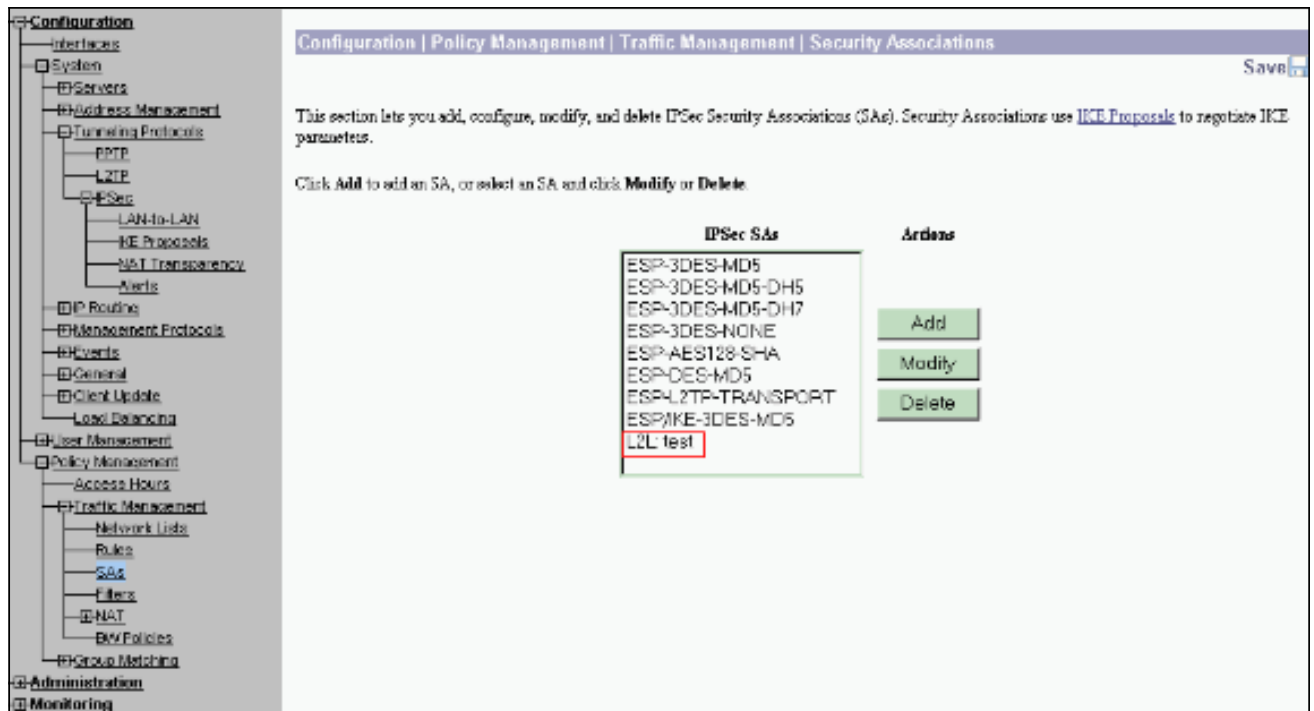 Configuration
Interfaces
System
Servers
Address Management
Tunneling Protocols
PPTP
L2TP
IPSec
LAN-to-LAN
IKE Proposals
NAT Transparency
Alerts
IP Routing
Management Protocols
Events
General
Client Update
Load Balancing
User Management
Policy Management
Access Hours
Traffic Management
Network Lists
Rules
SAs
Filters
NAT
BW Policies
Group Matching
Administration
Monitoring
Configuration | Policy Management | Traffic Management | Security Associations
Save
This section lets you add, configure, modify, and delete IPSec Security Associations (SAs). Security Associations use IKE Proposals to negotiate IKE
parameters.
Click Add to add an SA, or select an SA and click Modify or Delete.
IPSec SAs
Actions
ESP-3DES-MD5
ESP-3DES-MD5-DH5
ESP-3DES-MD5-DH7
ESP-3DES-NONE
ESP-AES128-SHA
ESP-DES-MD5
ESP-L2TP-TRANSPORT
ESP/IKE-3DES-MD5
L2L: test
Add
Modify
Delete